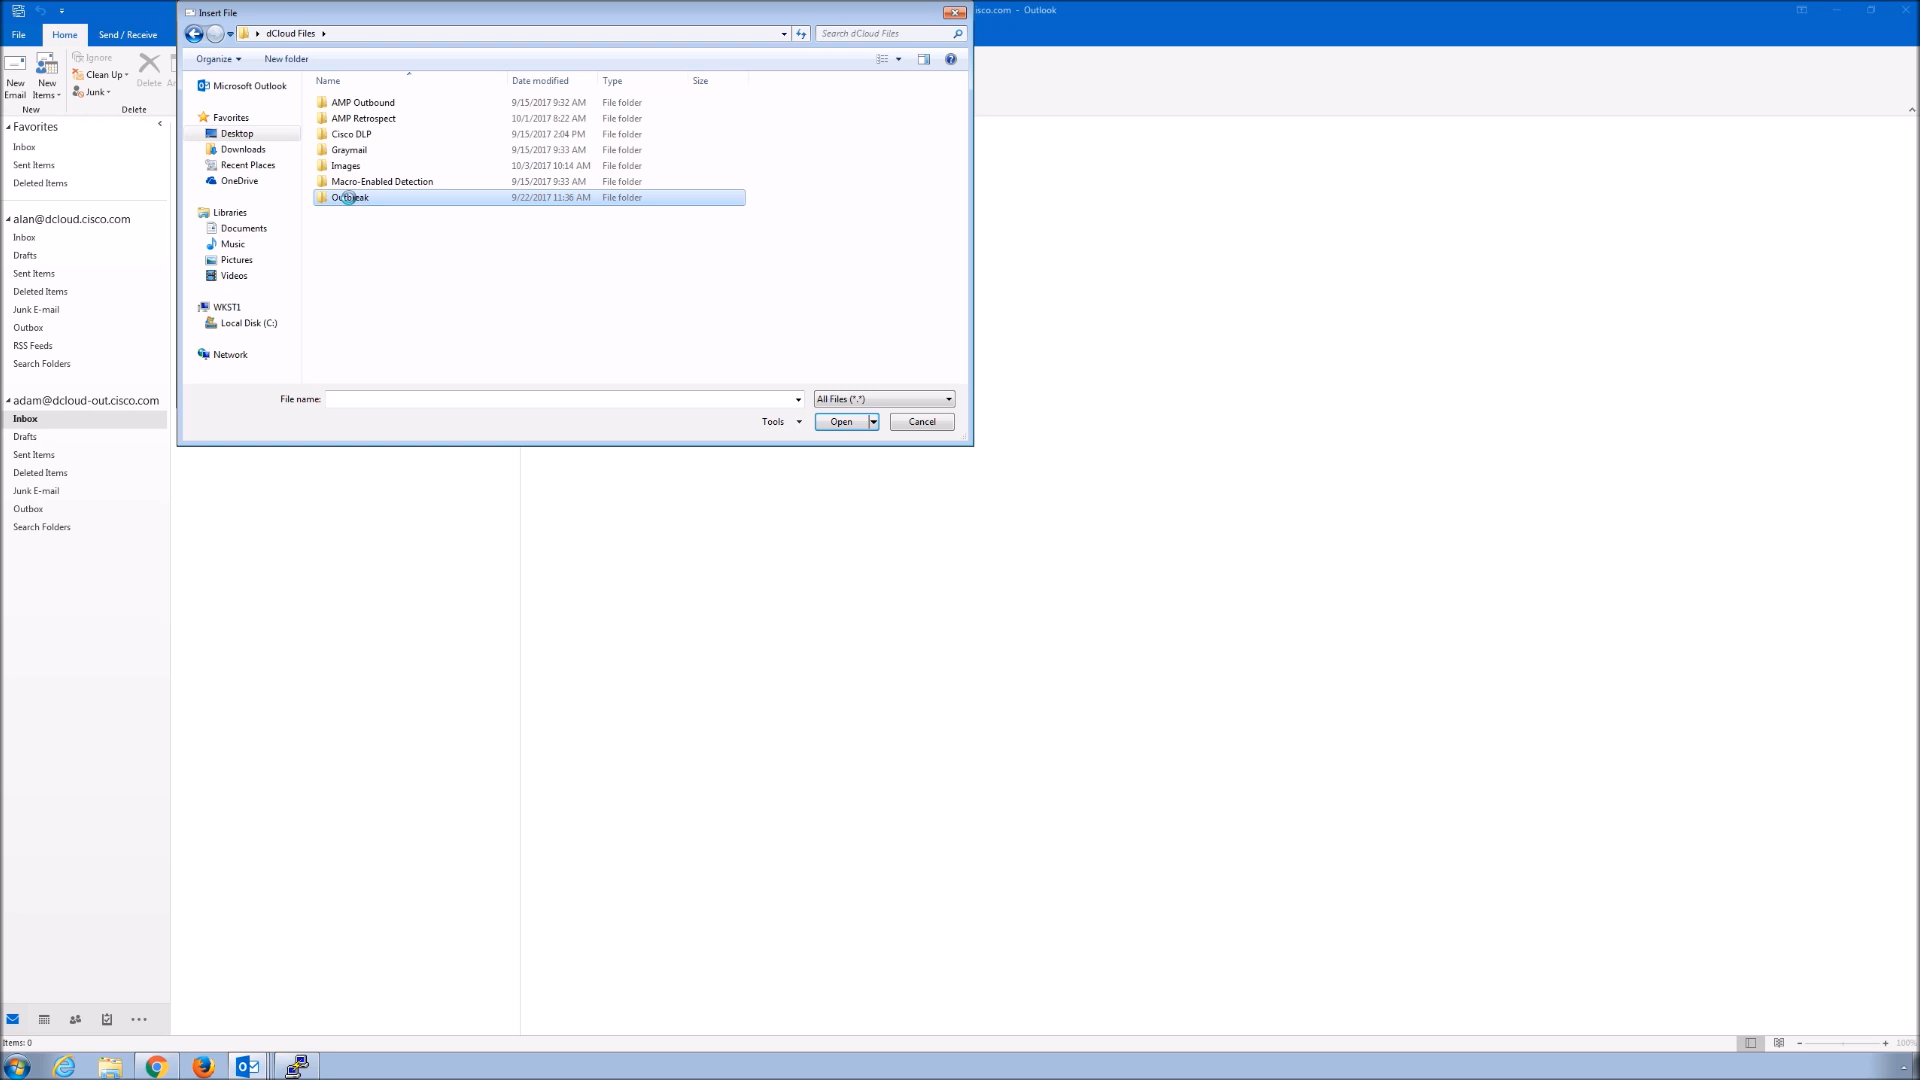 Insert File
isco.com - Outlook
dCloud Files
Search dCloud Files
File
Home
Send / Receive
Organize
New folder
Ignore
Clean Up
Junk
New Email
New Items
Delete
New
Delete
Name
Date modified
Type
Size
AMP Outbound 9/15/2017 9:32 AM File folder
AMP Retrospect 10/1/2017 8:22 AM File folder
Cisco DLP 9/15/2017 2:04 PM File folder
Graymail 9/15/2017 9:33 AM File folder
Images 10/3/2017 10:14 AM File folder
Macro-Enabled Detection 9/15/2017 9:33 AM File folder
Outbreak 9/22/2017 11:36 AM File folder
Microsoft Outlook
Favorites
Desktop
Downloads
Recent Places
OneDrive
Libraries
Documents
Music
Pictures
Videos
WKST1
Local Disk (C:)
Network
File name:
All Files (*.*)
Tools
Open
Cancel
Favorites
Inbox
Sent Items
Deleted Items
alan@dcloud.cisco.com
Inbox
Drafts
Sent Items
Deleted Items
Junk E-mail
Outbox
RSS Feeds
Search Folders
adam@dcloud-out.cisco.com
Inbox
Drafts
Sent Items
Deleted Items
Junk E-mail
Outbox
Search Folders
Items: 0
100%